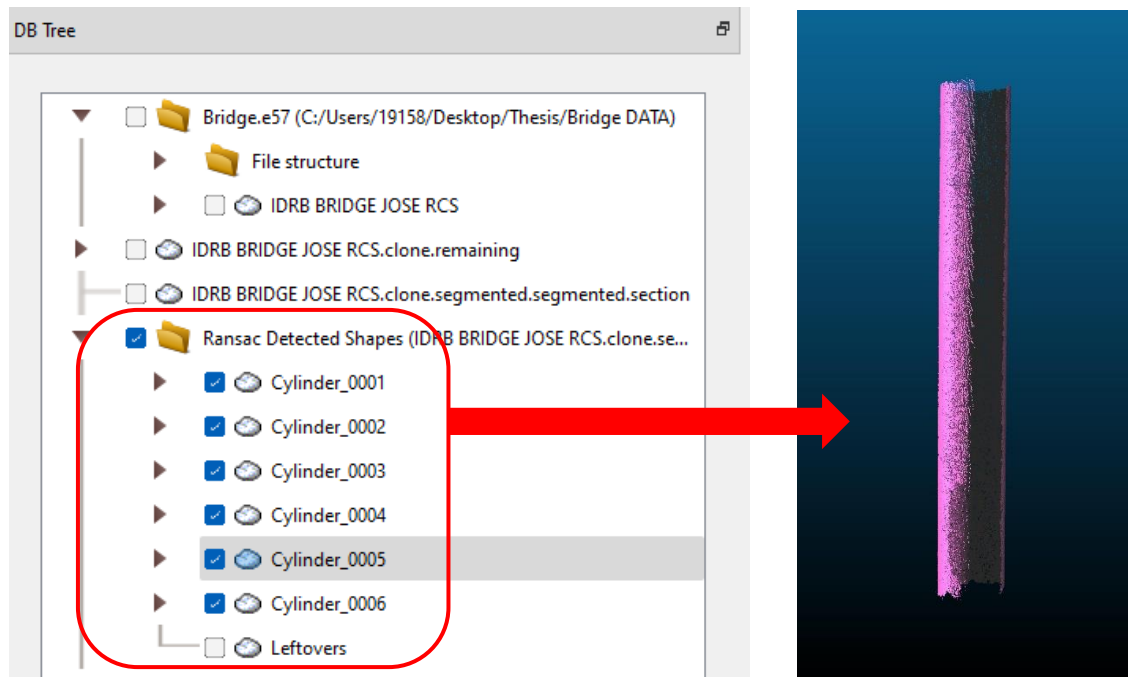 DB Tree
Bridge.e57 (C:/Users/19158/Desktop/Thesis/Bridge DATA)
File structure
IDRB BRIDGE JOSE RCS
IDRB BRIDGE JOSE RCS.clone.remaining
IDRB BRIDGE JOSE RCS.clone.segmented.segmented.section
Ransac Detected Shapes (IDRB BRIDGE JOSE RCS.clone.se...
Cylinder_0001
Cylinder_0002
Cylinder_0003
Cylinder_0004
Cylinder_0005
Cylinder_0006
Leftovers